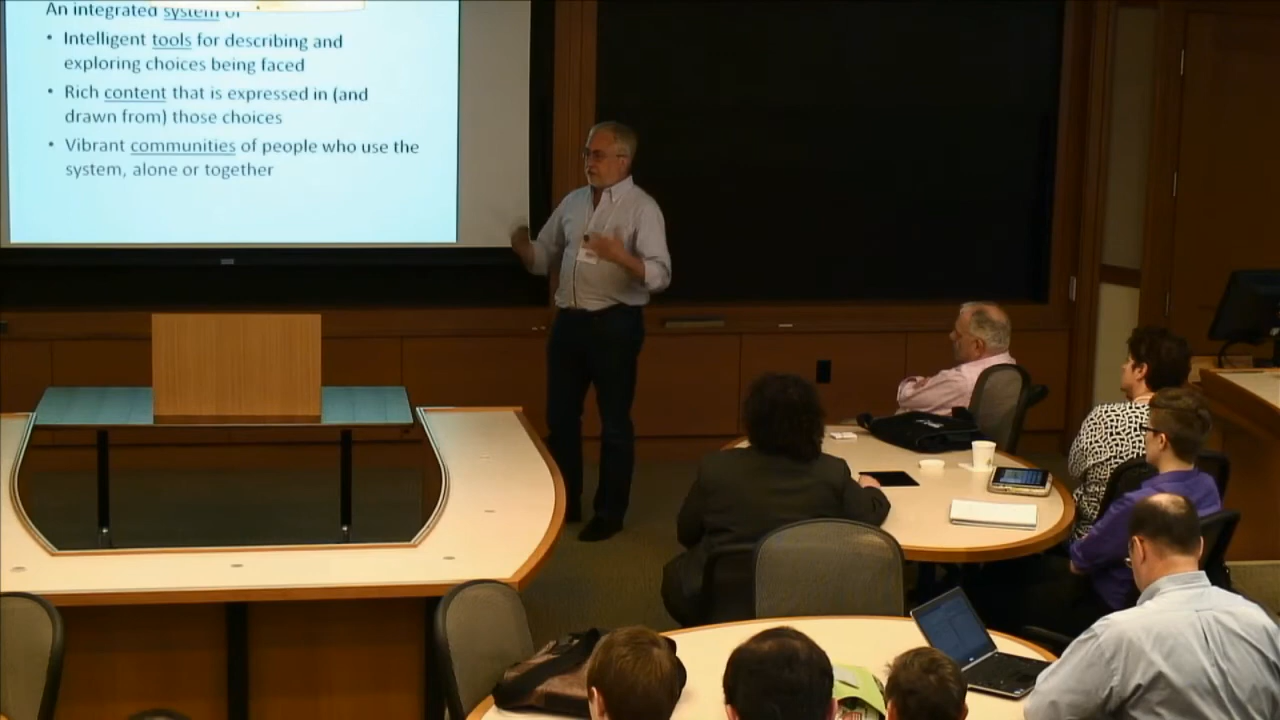 An integrated system of
• Intelligent tools for describing and
exploring choices being faced
• Rich content that is expressed in (and
drawn from) those choices
• Vibrant communities of people who use the
system, alone or together